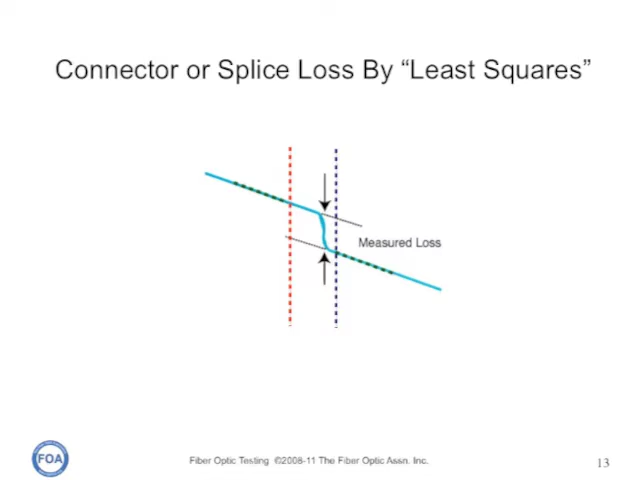 Connector or Splice Loss By “Least Squares”
Measured Loss
FOA
Fiber Optic Testing ©2008-11 The Fiber Optic Assn. Inc.
13